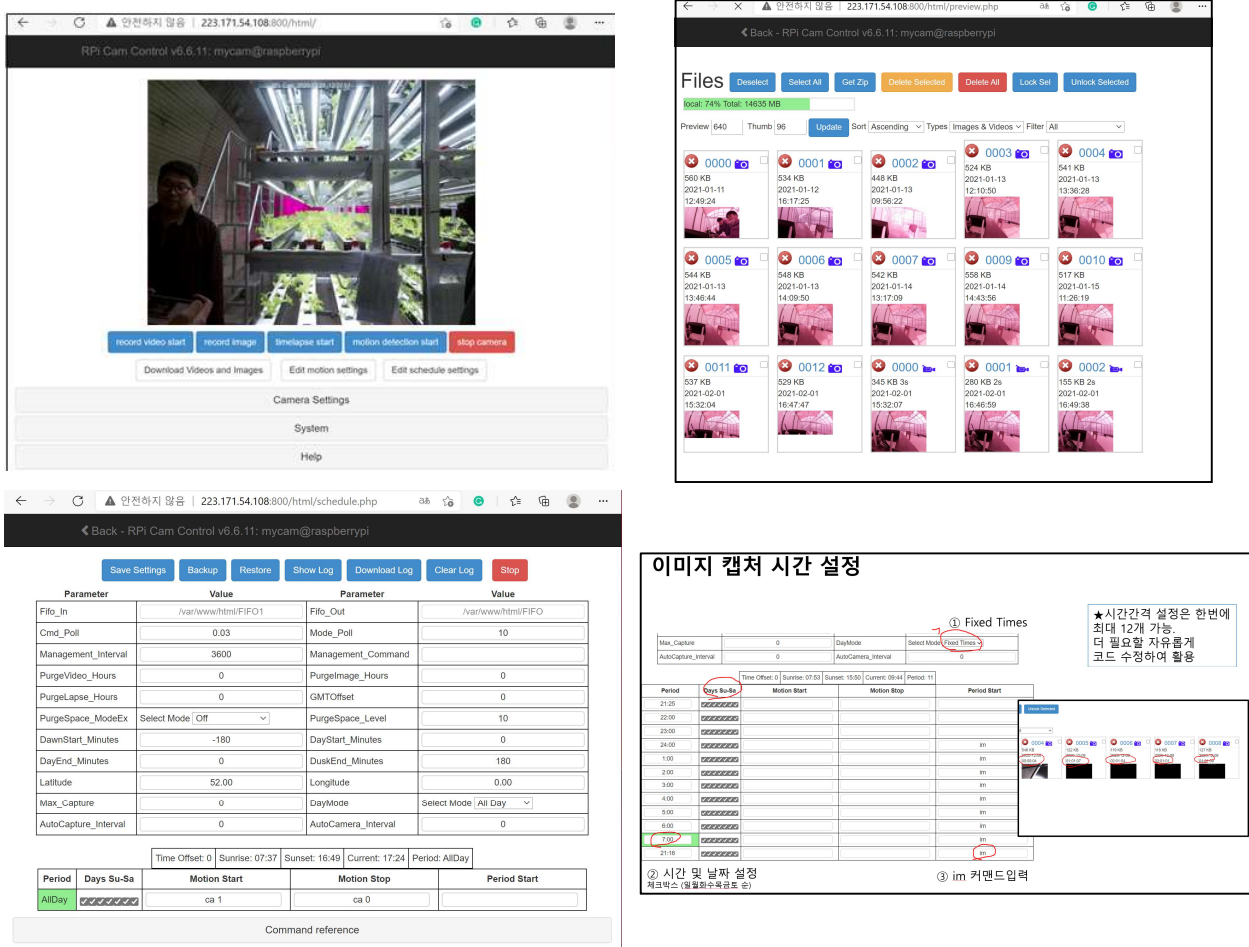 안전하지 않음 | 223.171.54.108:800/html/
RPi Cam Control v6.6.11: mycam@raspberrypi
record video start record image timelapse start motion detection start stop camera
Download Videos and Images Edit motion settings Edit schedule settings
Camera Settings
System
Help
안전하지 않음 | 223.171.54.108:800/html/preview.php
Back - RPi Cam Control v6.6.11: mycam@raspberrypi
Files Deselect Select All Get Zip Delete Selected Delete All Lock Sel Unlock Selected
local: 74% Total: 14635 MB
Preview 640 Thumb 96 Update Sort Ascending Types Images & Videos Filter All
0000 0001 0002 0003 0004
560 KB 534 KB 448 KB 524 KB 541 KB
2021-01-11 2021-01-12 2021-01-13 2021-01-13 2021-01-13
12:49:24 16:17:25 09:56:22 12:10:50 13:36:28
0005 0006 0007 0009 0010
544 KB 548 KB 542 KB 558 KB 517 KB
2021-01-13 2021-01-13 2021-01-14 2021-01-14 2021-01-15
13:46:44 14:09:50 13:17:09 14:43:56 11:26:19
0011 0012 0000 0001 0002
537 KB 529 KB 345 KB 3s 280 KB 2s 155 KB 2s
2021-02-01 2021-02-01 2021-02-01 2021-02-01 2021-02-01
15:32:04 16:47:47 15:32:07 16:46:59 16:49:38
안전하지 않음 | 223.171.54.108:800/html/schedule.php
Back - RPi Cam Control v6.6.11: mycam@raspberrypi
Save Settings Backup Restore Show Log Download Log Clear Log Stop
Parameter Value Parameter Value
Fifo_In /var/www/html/FIFO1 Fifo_Out /var/www/html/FIFO
Cmd_Poll 0.03 Mode_Poll 10
Management_Interval 3600 Management_Command
PurgeVideo_Hours 0 PurgeImage_Hours 0
PurgeLapse_Hours 0 GMTOffset 0
PurgeSpace_ModeEx Select Mode Off PurgeSpace_Level 10
DawnStart_Minutes -180 DayStart_Minutes 0
DayEnd_Minutes 0 DuskEnd_Minutes 180
Latitude 52.00 Longitude 0.00
Max_Capture 0 DayMode Select Mode All Day
AutoCapture_Interval 0 AutoCamera_Interval 0
Time Offset: 0 Sunrise: 07:37 Sunset: 16:49 Current: 17:24 Period: AllDay
Period Days Su-Sa Motion Start Motion Stop Period Start
AllDay ca 1 ca 0
Command reference
이미지 캡처 시간 설정
① Fixed Times
★시간간격 설정은 한번에
최대 12개 가능.
더 필요할 자유롭게
코드 수정하여 활용
Max_Capture 0 DayMode Select Mode Fixed Times
AutoCapture_Interval 0 AutoCamera_Interval 0
Time Offset: 0 Sunrise: 07:53 Sunset: 15:50 Current: 09:44 Period: 11
Period Days Su-Sa Motion Start Motion Stop Period Start
21:25
22:00
23:00
24:00 im
1:00 im
2:00 im
3:00 im
4:00 im
5:00 im
6:00 im
7:00 im
21:16 im
Unlock Selected
0004 0005 0006 0007 0008
② 시간 및 날짜 설정
체크박스 (일월화수목금토 순)
③ im 커맨드입력